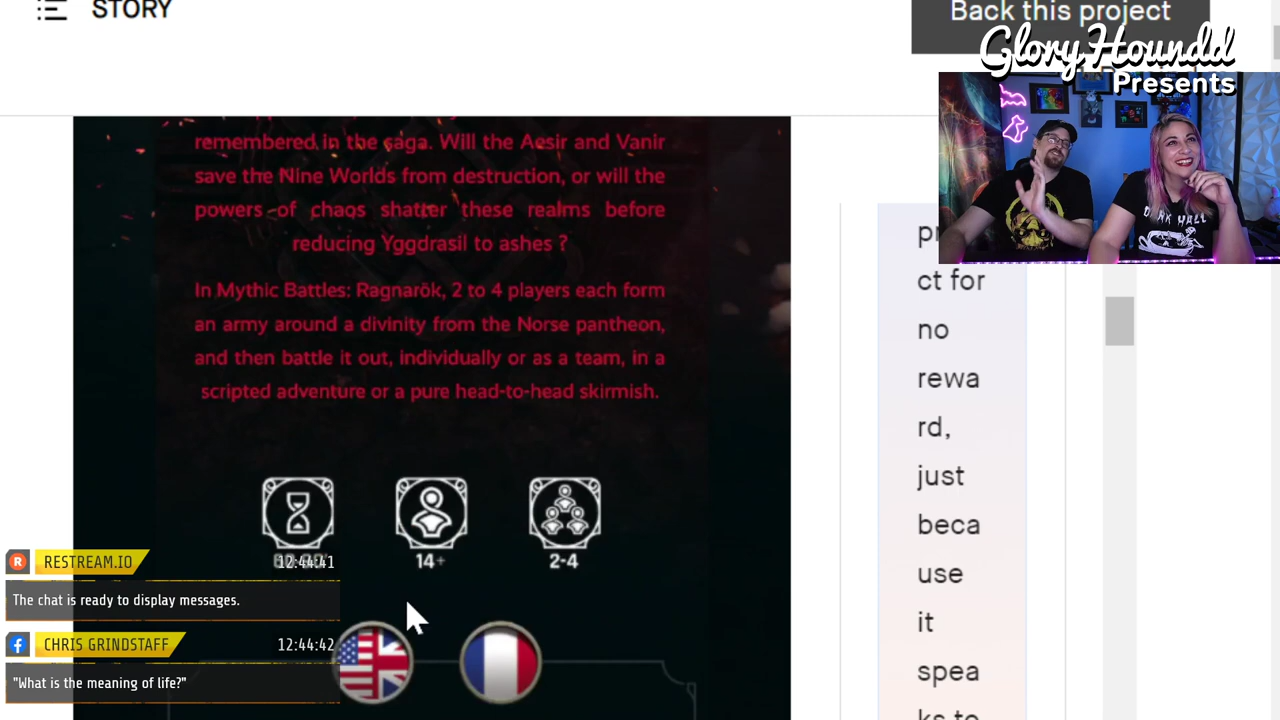 STORY
Back this project
GloryHoundd
Presents
remembered in the saga. Will the Aesir and Vanir
save the Nine Worlds from destruction, or will the
powers of chaos shatter these realms before
reducing Yggdrasil to ashes ?
In Mythic Battles: Ragnarök, 2 to 4 players each form
an army around a divinity from the Norse pantheon,
and then battle it out, individually or as a team, in a
scripted adventure or a pure head-to-head skirmish.
14+
2-4
ct for
no
rewa
rd,
just
beca
use
it
spea
ks to
R
RESTREAM.IO
12:44:41
The chat is ready to display messages.
CHRIS GRINDSTAFF
12:44:42
"What is the meaning of life?"